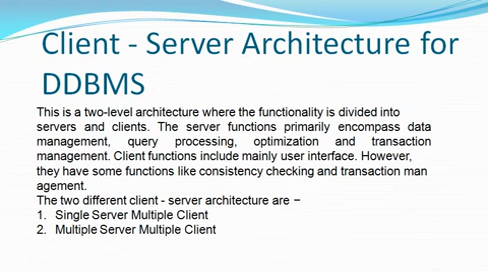 Client - Server Architecture for
DDBMS
This is a two-level architecture where the functionality is divided into
servers and clients. The server functions primarily encompass data
management, query processing, optimization and transaction
management. Client functions include mainly user interface. However,
they have some functions like consistency checking and transaction man
agement.
The two different client - server architecture are −
1. Single Server Multiple Client
2. Multiple Server Multiple Client